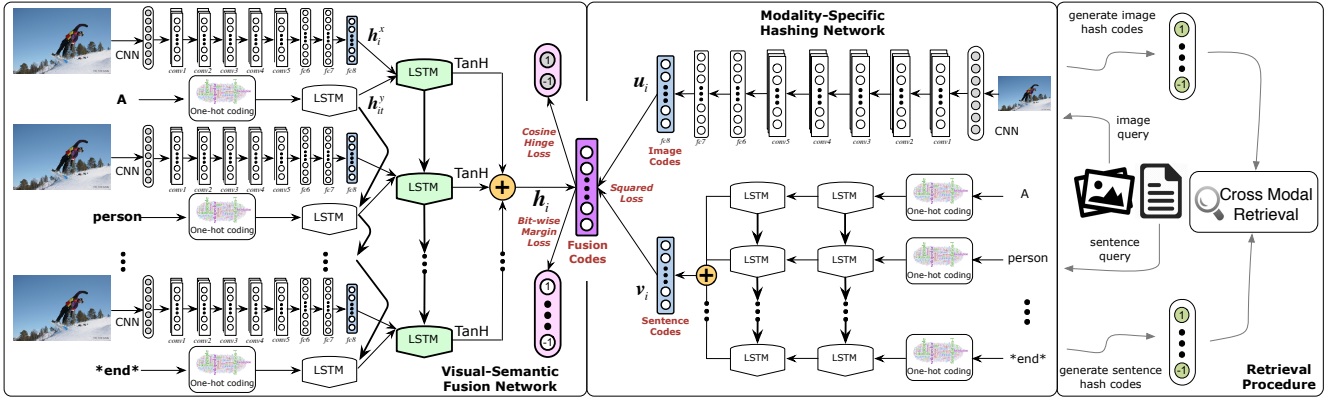 CNN
conv1 conv2 conv3 conv4 conv5 fc6 fc7 fc8
h_i^x
LSTM
TanH
A
One-hot coding
LSTM
h_it^y
CNN
conv1 conv2 conv3 conv4 conv5 fc6 fc7 fc8
LSTM
TanH
person
One-hot coding
LSTM
CNN
conv1 conv2 conv3 conv4 conv5 fc6 fc7 fc8
LSTM
TanH
*end*
One-hot coding
LSTM
+
h_i
1
-1
Cosine
Hinge
Loss
Bit-wise
Margin
Loss
1
-1
Fusion
Codes
Visual-Semantic
Fusion Network
Modality-Specific
Hashing Network
u_i
fc8 fc7 fc6 conv5 conv4 conv3 conv2 conv1
CNN
Image
Codes
Squared
Loss
v_i
Sentence
Codes
+
LSTM LSTM One-hot coding A
LSTM LSTM One-hot coding person
LSTM LSTM One-hot coding *end*
generate image
hash codes
1
-1
image
query
Cross Modal
Retrieval
sentence
query
1
-1
generate sentence
hash codes
Retrieval
Procedure